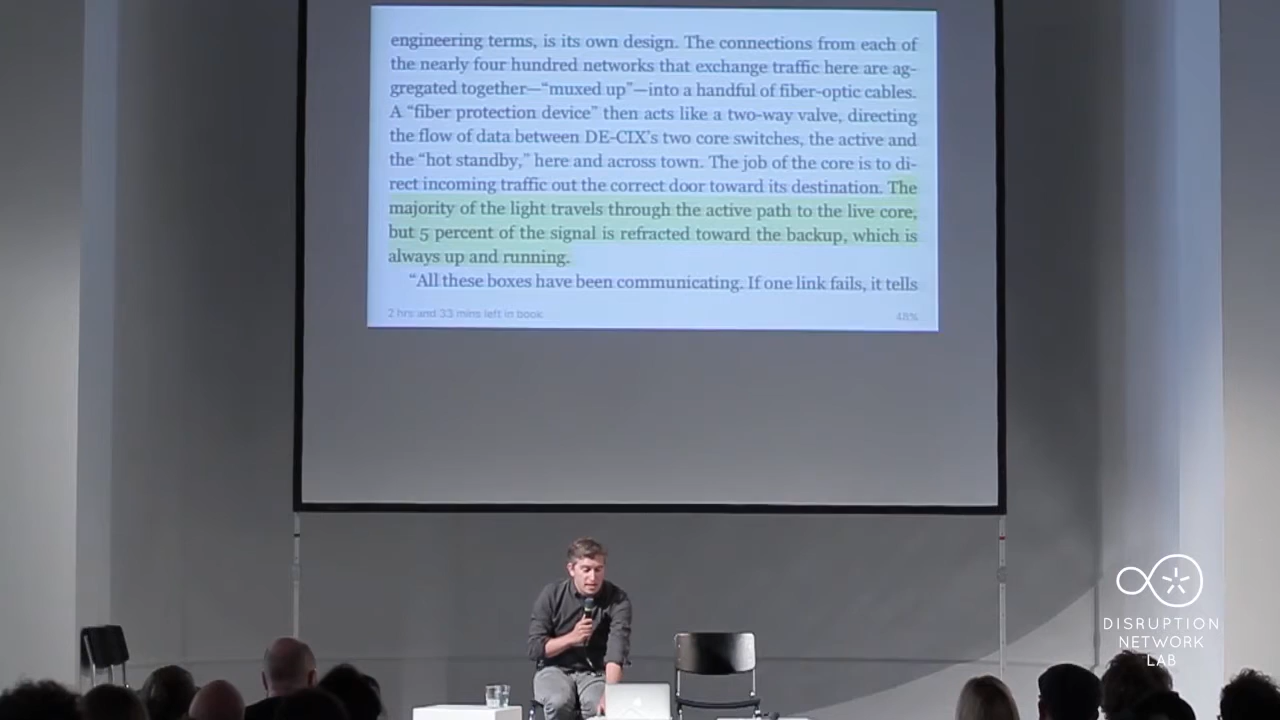 engineering terms, is its own design. The connections from each of
the nearly four hundred networks that exchange traffic here are ag-
gregated together—“muxed up”—into a handful of fiber-optic cables.
A “fiber protection device” then acts like a two-way valve, directing
the flow of data between DE-CIX’s two core switches, the active and
the “hot standby,” here and across town. The job of the core is to di-
rect incoming traffic out the correct door toward its destination. The
majority of the light travels through the active path to the live core,
but 5 percent of the signal is refracted toward the backup, which is
always up and running.
“All these boxes have been communicating. If one link fails, it tells
2 hrs and 33 mins left in book
48%
DISRUPTION
NETWORK
LAB